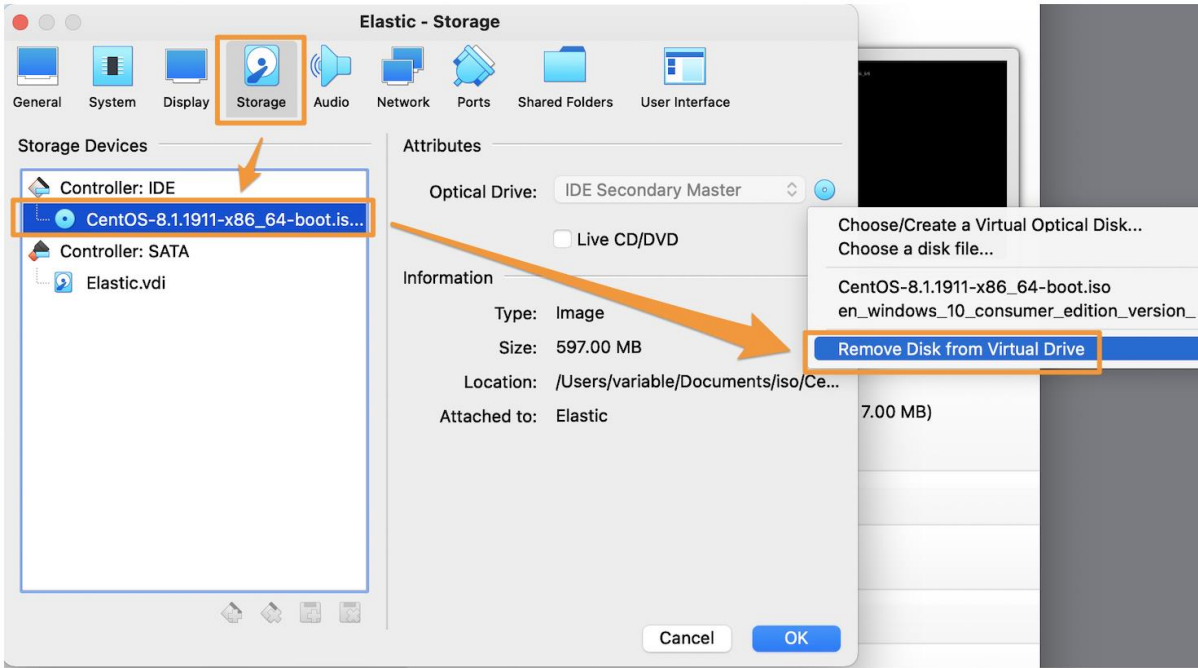 Elastic - Storage
General System Display Storage Audio Network Ports Shared Folders User Interface
Storage Devices
Controller: IDE
CentOS-8.1.1911-x86_64-boot.is...
Controller: SATA
Elastic.vdi
Attributes
Optical Drive: IDE Secondary Master
Live CD/DVD
Information
Type: Image
Size: 597.00 MB
Location: /Users/variable/Documents/iso/Ce...
Attached to: Elastic
Choose/Create a Virtual Optical Disk...
Choose a disk file...
CentOS-8.1.1911-x86_64-boot.iso
en_windows_10_consumer_edition_version_
Remove Disk from Virtual Drive
7.00 MB)
Cancel OK